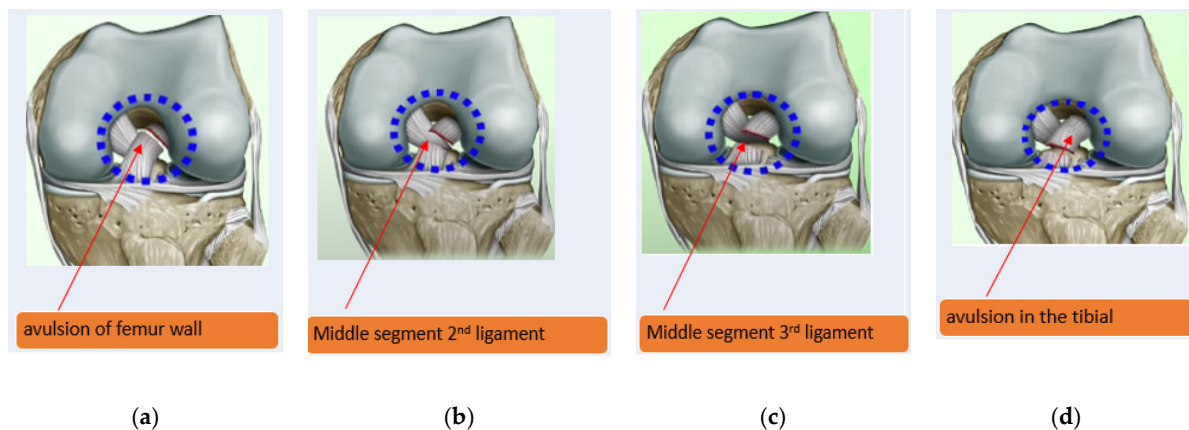 avulsion of femur wall
Middle segment 2nd ligament
Middle segment 3rd ligament
avulsion in the tibial
(a)
(b)
(c)
(d)